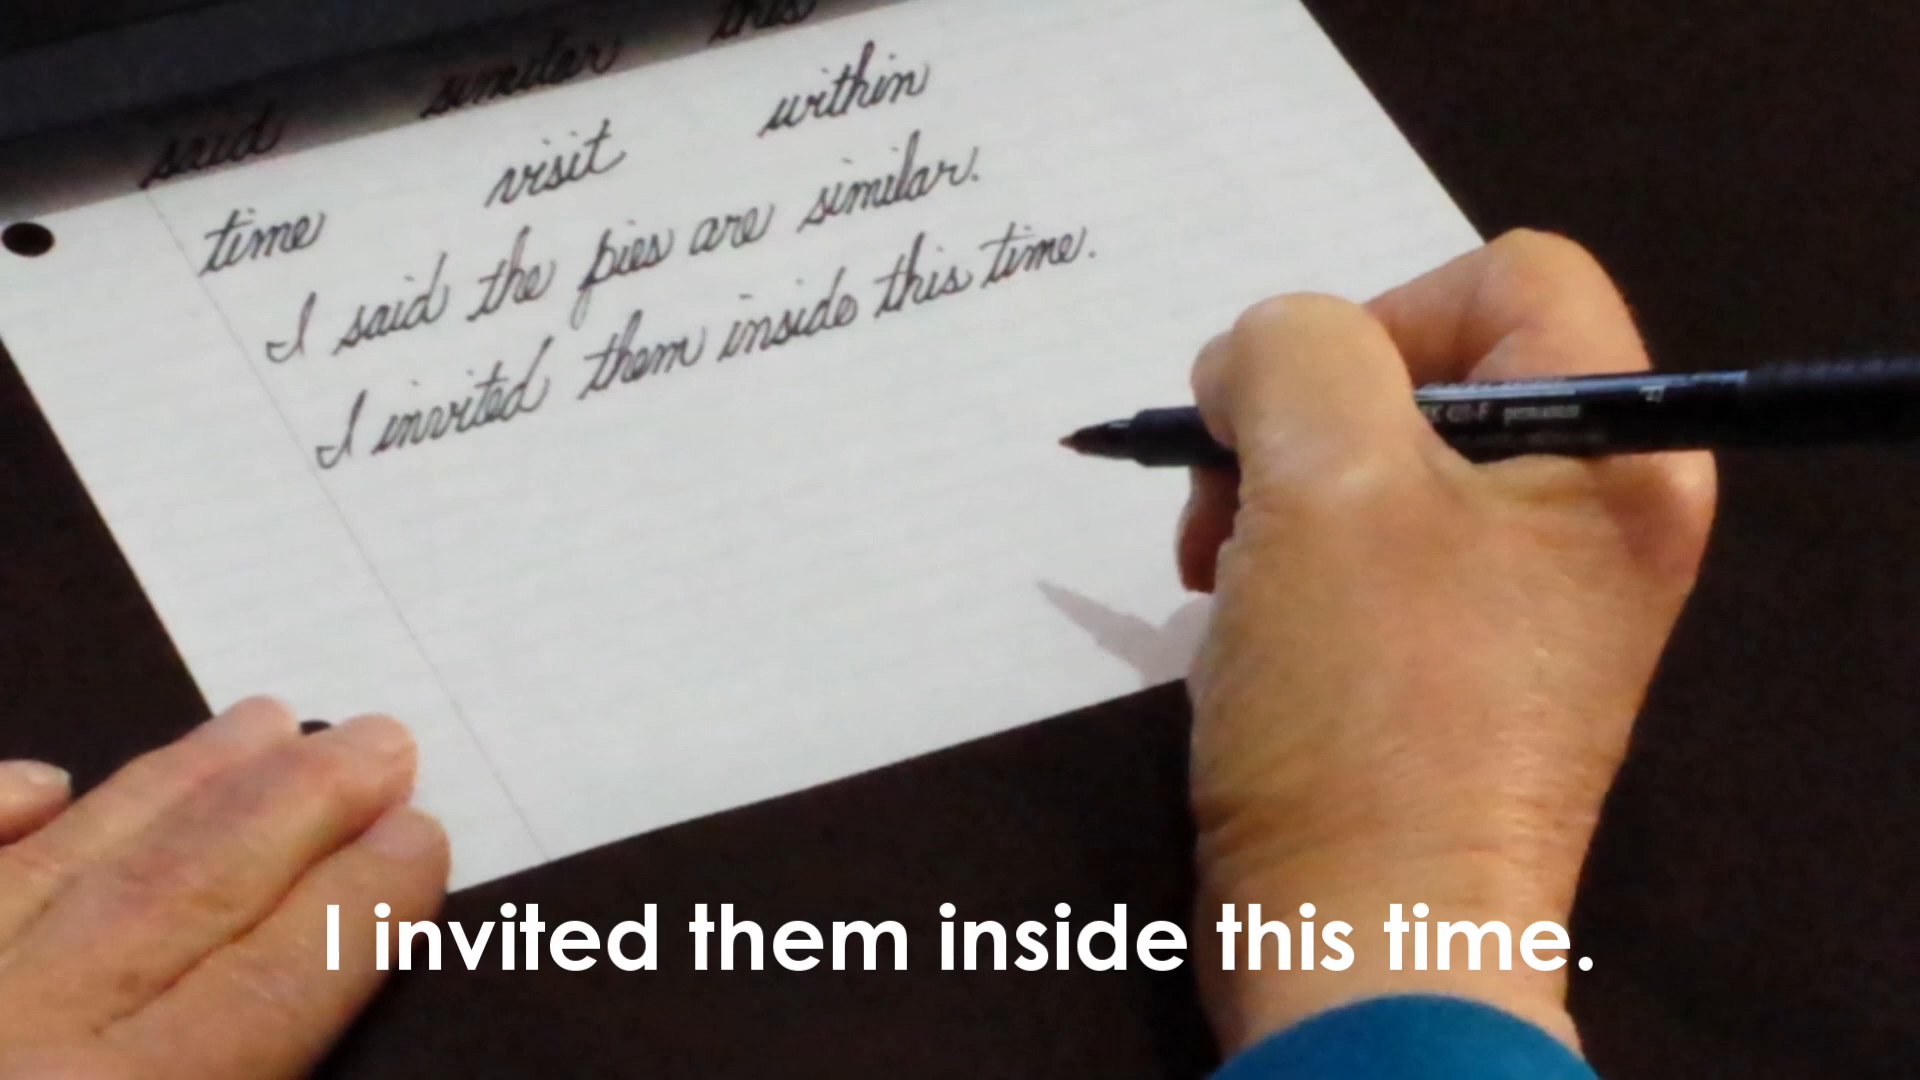 said similar this
time visit within
I said the pies are similar.
I invited them inside this time.
permanent
I invited them inside this time.